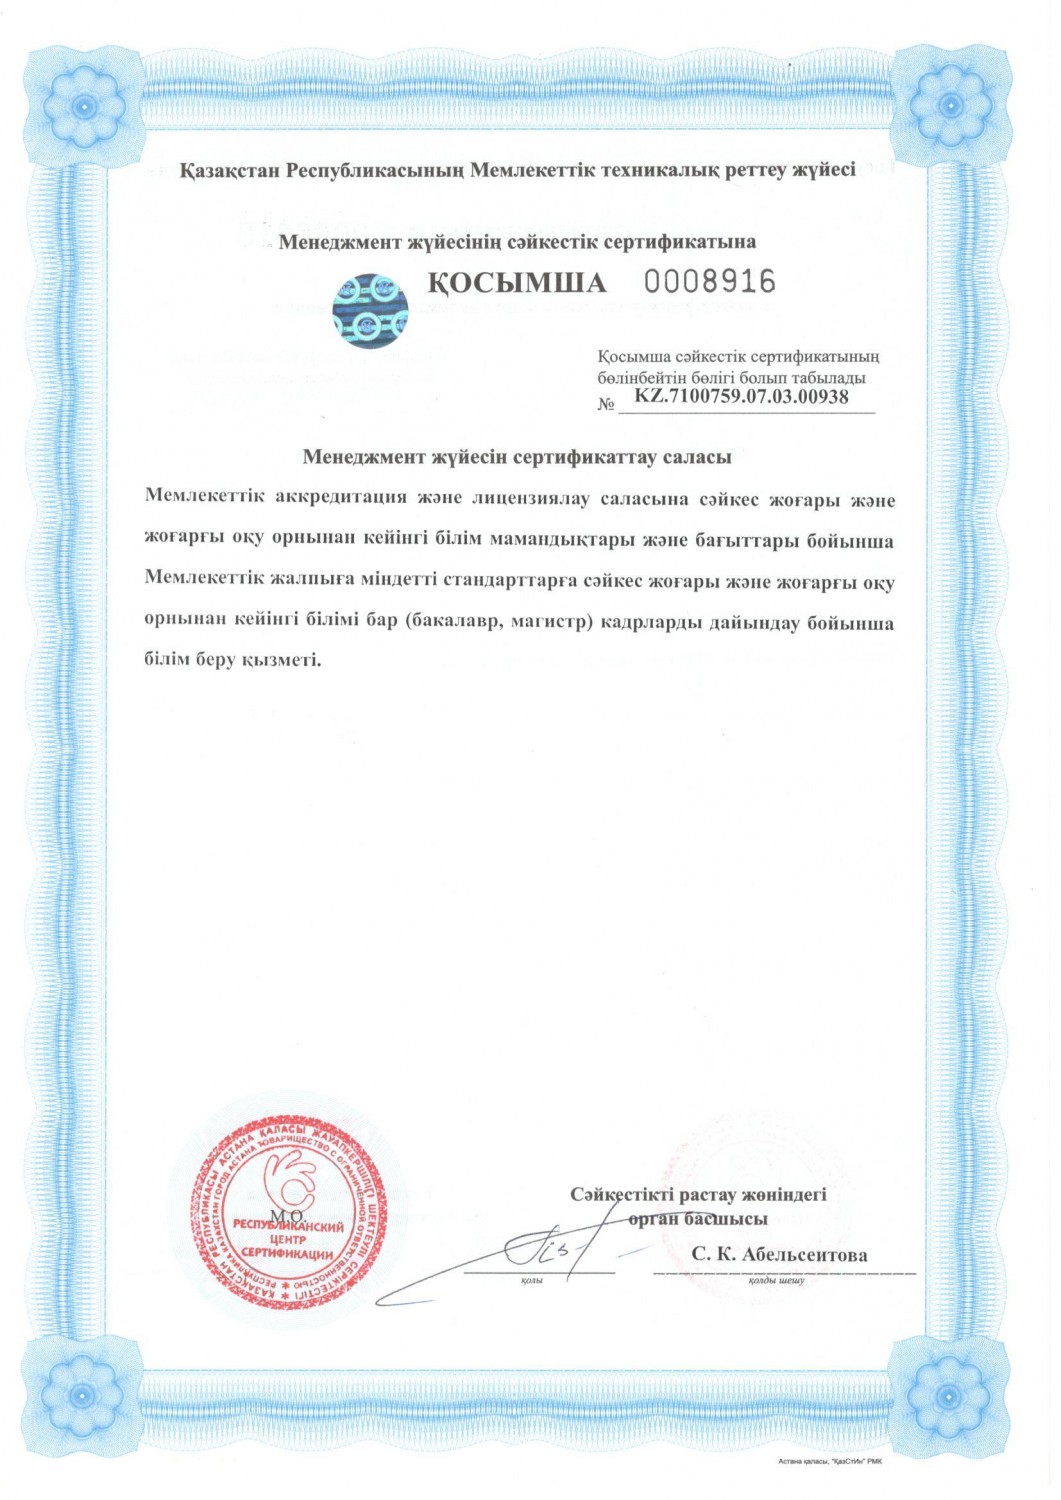 Қазақстан Республикасының Мемлекеттік техникалық реттеу жүйесі
Менеджмент жүйесінің сәйкестік сертификатына
ҚОСЫМША 0008916
Қосымша сәйкестік сертификатының
бөлінбейтін бөлігі болып табылады
№ KZ.7100759.07.03.00938
Менеджмент жүйесін сертификаттау саласы
Мемлекеттік аккредитация және лицензиялау саласына сәйкес жоғары және
жоғарғы оқу орнынан кейінгі білім мамандықтары және бағыттары бойынша
Мемлекеттік жалпыға міндетті стандарттарға сәйкес жоғары және жоғарғы оқу
орнынан кейінгі білімі бар (бакалавр, магистр) кадрларды дайындау бойынша
білім беру қызметі.
ҚАЗАҚСТАН РЕСПУБЛИКАСЫ АСТАНА ҚАЛАСЫ ЖАУАПКЕРШІЛІГІ ШЕКТЕУЛІ СЕРІКТЕСТІГІ
РЕСПУБЛИКА КАЗАХСТАН ГОРОД АСТАНА ТОВАРИЩЕСТВО С ОГРАНИЧЕННОЙ ОТВЕТСТВЕННОСТЬЮ
М.О.
РЕСПУБЛИКАНСКИЙ
ЦЕНТР
СЕРТИФИКАЦИИ
Сәйкестікті растау жөніндегі
орган басшысы
С. К. Абельсеитова
қолы қолды шешу
Астана қаласы, "ҚазСтИн" РМК